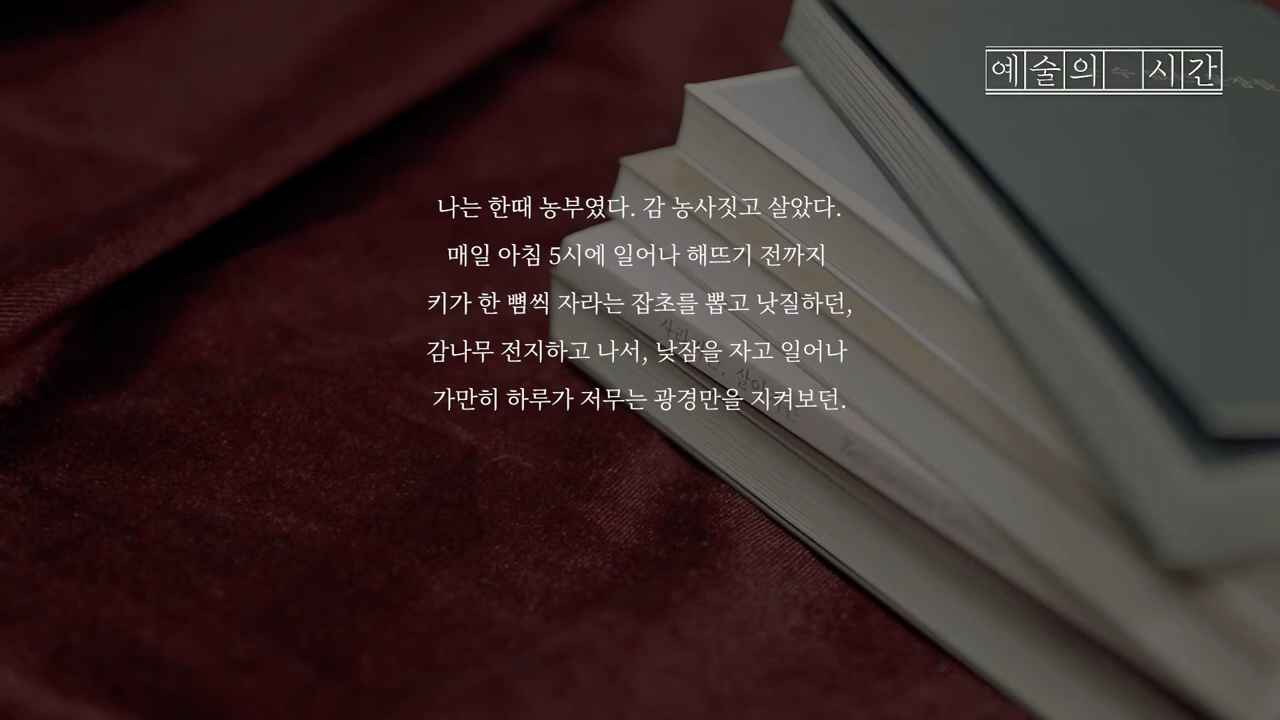 예술의 시간
나는 한때 농부였다. 감 농사짓고 살았다.
매일 아침 5시에 일어나 해뜨기 전까지
키가 한 뼘씩 자라는 잡초를 뽑고 낫질하던,
감나무 전지하고 나서, 낮잠을 자고 일어나
가만히 하루가 저무는 광경만을 지켜보던.